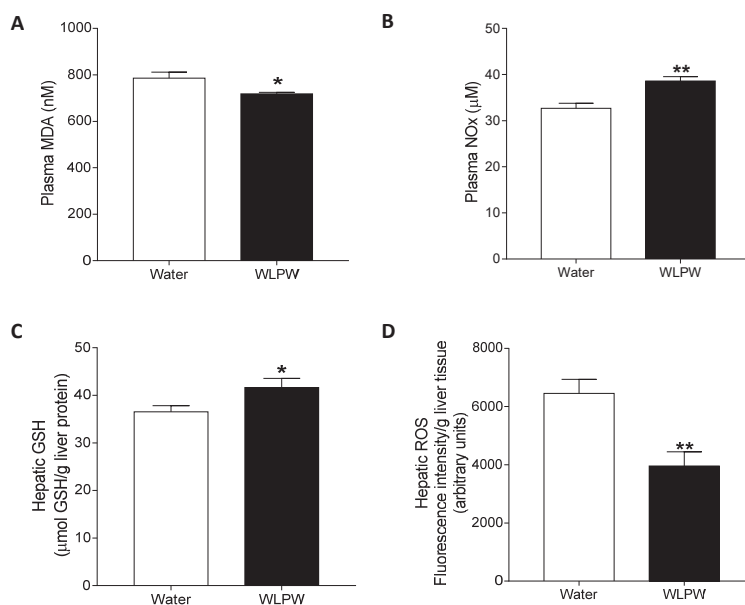 A
Plasma MDA (nM)
1000
800
600
400
200
0
*
Water
WLPW
B
Plasma NOx (μM)
50
40
30
20
10
0
**
Water
WLPW
C
Hepatic GSH
(μmol GSH/g liver protein)
50
40
30
20
10
0
*
Water
WLPW
D
Hepatic ROS
Fluorescence intensity/g liver tissue
(arbitrary units)
8000
6000
4000
2000
0
**
Water
WLPW